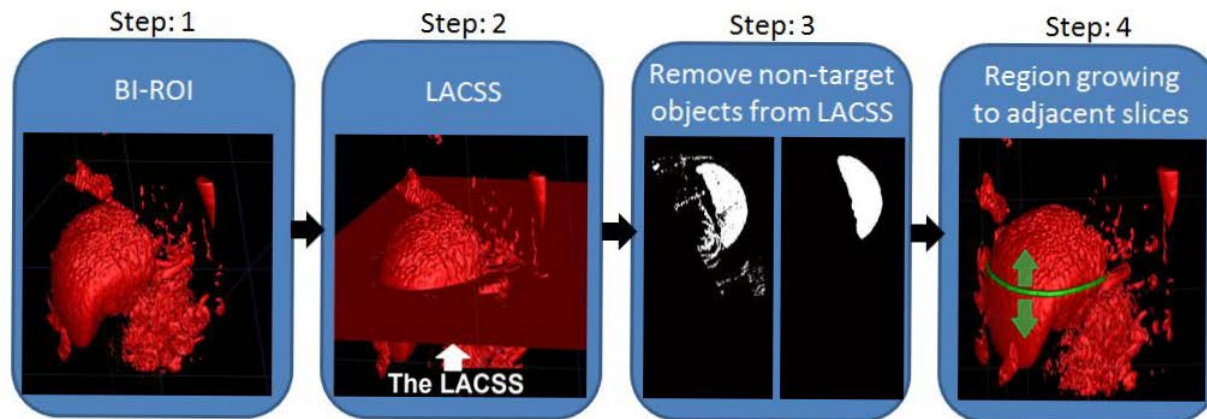 Step: 1
BI-ROI
Step: 2
LACSS
The LACSS
Step: 3
Remove non-target
objects from LACSS
Step: 4
Region growing
to adjacent slices